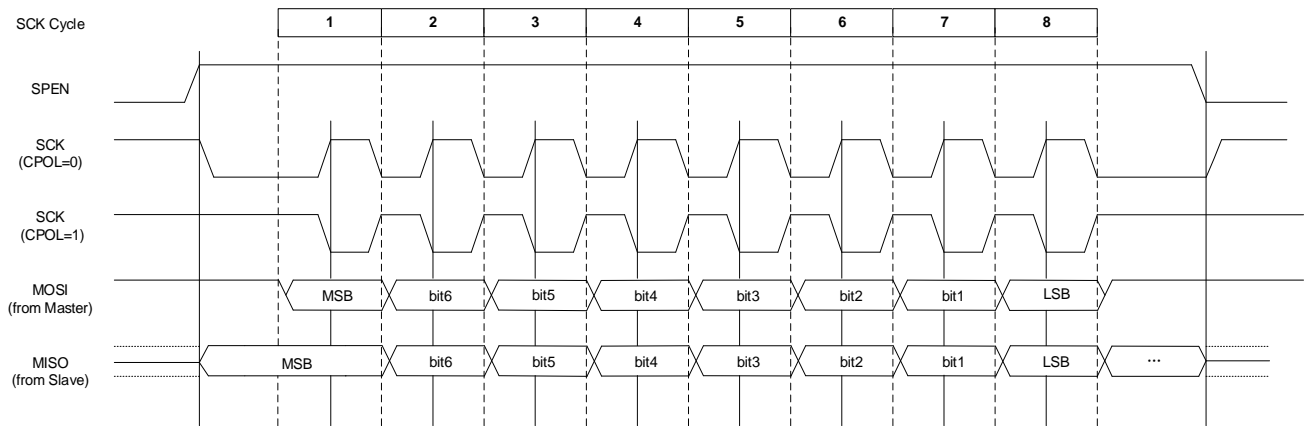 SCK Cycle 1 2 3 4 5 6 7 8
SPEN
SCK
(CPOL=0)
SCK
(CPOL=1)
MOSI
(from Master)
MSB bit6 bit5 bit4 bit3 bit2 bit1 LSB
MISO
(from Slave)
MSB bit6 bit5 bit4 bit3 bit2 bit1 LSB ...